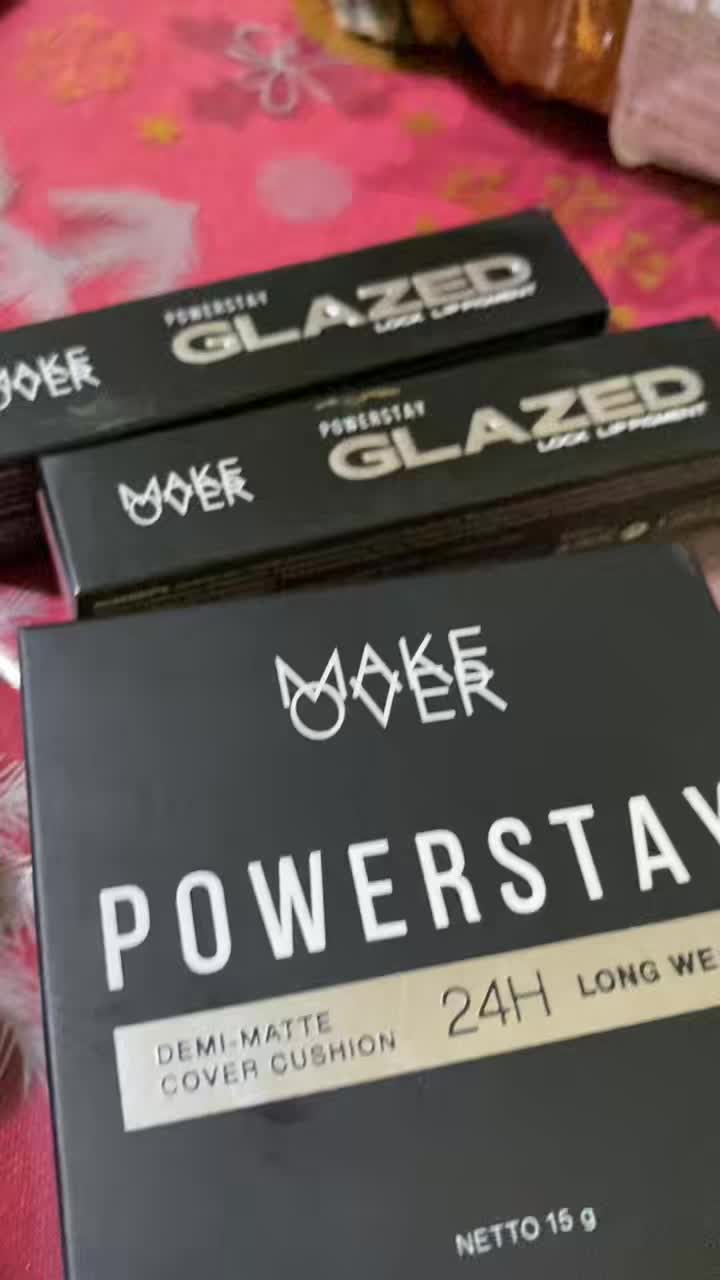 MAKE
OVER
POWERSTAY
GLAZED
LOCK LIP PIGMENT
MAKE
OVER
POWERSTAY
GLAZED
LOCK LIP PIGMENT
MAKE
OVER
POWERSTAY
DEMI-MATTE
COVER CUSHION
24H LONG WE
NETTO 15 g